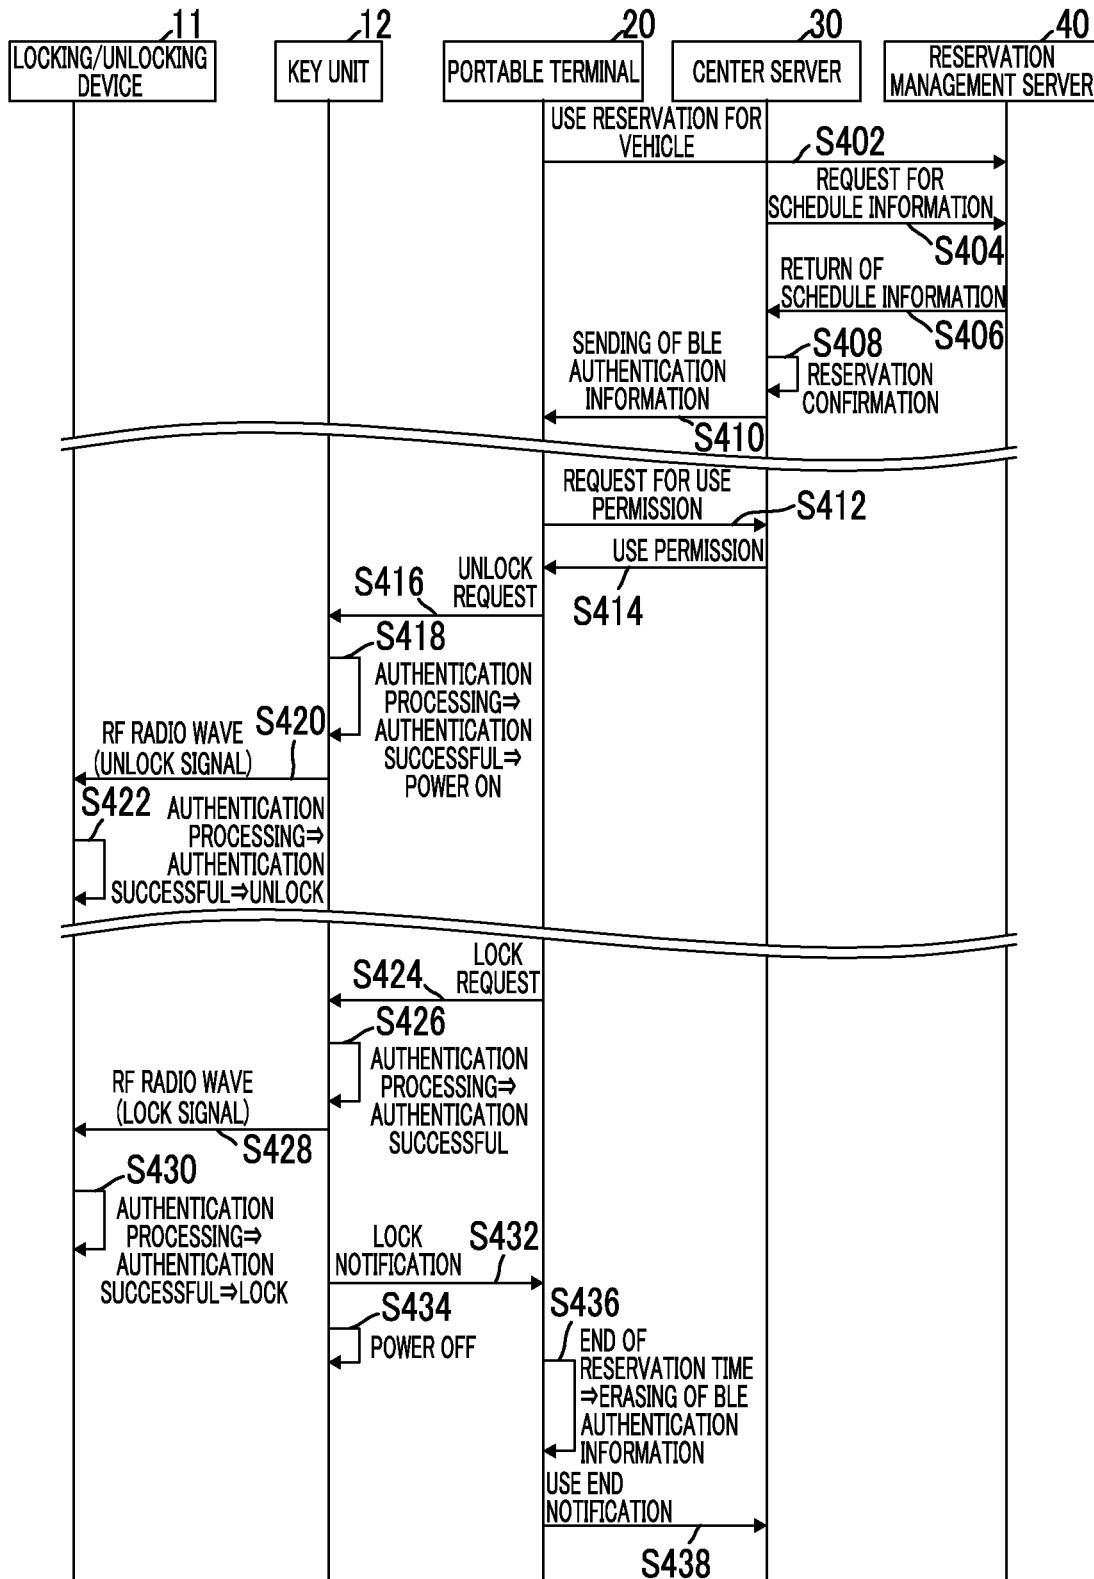 11
12
20
30
40
LOCKING/UNLOCKING
DEVICE
KEY UNIT
PORTABLE TERMINAL
CENTER SERVER
RESERVATION
MANAGEMENT SERVER
USE RESERVATION FOR
VEHICLE
S402
REQUEST FOR
SCHEDULE INFORMATION
S404
RETURN OF
SCHEDULE INFORMATION
S406
S408
RESERVATION
CONFIRMATION
SENDING OF BLE
AUTHENTICATION
INFORMATION
S410
REQUEST FOR USE
PERMISSION
S412
USE PERMISSION
S414
UNLOCK
REQUEST
S416
S418
AUTHENTICATION
PROCESSING⇒
AUTHENTICATION
SUCCESSFUL⇒
POWER ON
RF RADIO WAVE
(UNLOCK SIGNAL)
S420
S422
AUTHENTICATION
PROCESSING⇒
AUTHENTICATION
SUCCESSFUL⇒UNLOCK
LOCK
REQUEST
S424
S426
AUTHENTICATION
PROCESSING⇒
AUTHENTICATION
SUCCESSFUL
RF RADIO WAVE
(LOCK SIGNAL)
S428
S430
AUTHENTICATION
PROCESSING⇒
AUTHENTICATION
SUCCESSFUL⇒LOCK
LOCK
NOTIFICATION
S432
S434
POWER OFF
S436
END OF
RESERVATION TIME
⇒ERASING OF BLE
AUTHENTICATION
INFORMATION
USE END
NOTIFICATION
S438